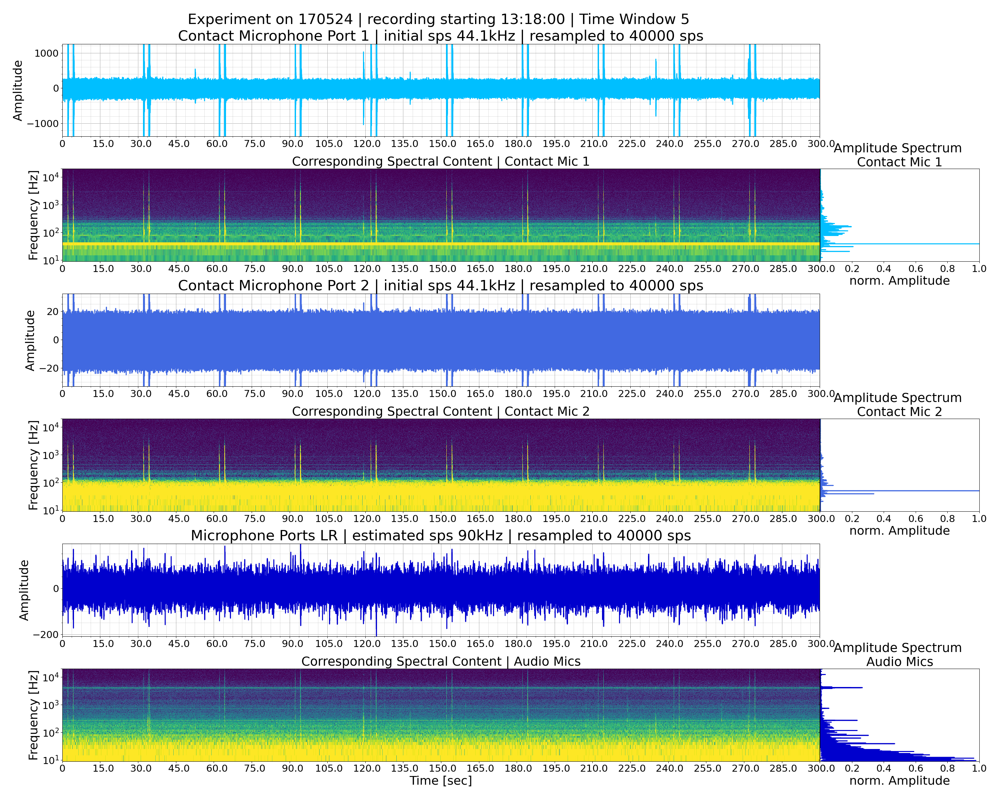 Experiment on 170524 | recording starting 13:18:00 | Time Window 5
Contact Microphone Port 1 | initial sps 44.1kHz | resampled to 40000 sps
Amplitude
1000
0
−1000
0 15.0 30.0 45.0 60.0 75.0 90.0 105.0 120.0 135.0 150.0 165.0 180.0 195.0 210.0 225.0 240.0 255.0 270.0 285.0 300.0
Corresponding Spectral Content | Contact Mic 1
Amplitude Spectrum
Contact Mic 1
Frequency [Hz]
10⁴
10³
10²
10¹
0 15.0 30.0 45.0 60.0 75.0 90.0 105.0 120.0 135.0 150.0 165.0 180.0 195.0 210.0 225.0 240.0 255.0 270.0 285.0 300.0
0.0 0.2 0.4 0.6 0.8 1.0
norm. Amplitude
Contact Microphone Port 2 | initial sps 44.1kHz | resampled to 40000 sps
Amplitude
20
0
−20
0 15.0 30.0 45.0 60.0 75.0 90.0 105.0 120.0 135.0 150.0 165.0 180.0 195.0 210.0 225.0 240.0 255.0 270.0 285.0 300.0
Corresponding Spectral Content | Contact Mic 2
Amplitude Spectrum
Contact Mic 2
Frequency [Hz]
10⁴
10³
10²
10¹
0 15.0 30.0 45.0 60.0 75.0 90.0 105.0 120.0 135.0 150.0 165.0 180.0 195.0 210.0 225.0 240.0 255.0 270.0 285.0 300.0
0.0 0.2 0.4 0.6 0.8 1.0
norm. Amplitude
Microphone Ports LR | estimated sps 90kHz | resampled to 40000 sps
Amplitude
0
−200
0 15.0 30.0 45.0 60.0 75.0 90.0 105.0 120.0 135.0 150.0 165.0 180.0 195.0 210.0 225.0 240.0 255.0 270.0 285.0 300.0
Corresponding Spectral Content | Audio Mics
Amplitude Spectrum
Audio Mics
Frequency [Hz]
10⁴
10³
10²
10¹
0 15.0 30.0 45.0 60.0 75.0 90.0 105.0 120.0 135.0 150.0 165.0 180.0 195.0 210.0 225.0 240.0 255.0 270.0 285.0 300.0
0.0 0.2 0.4 0.6 0.8 1.0
Time [sec]
norm. Amplitude